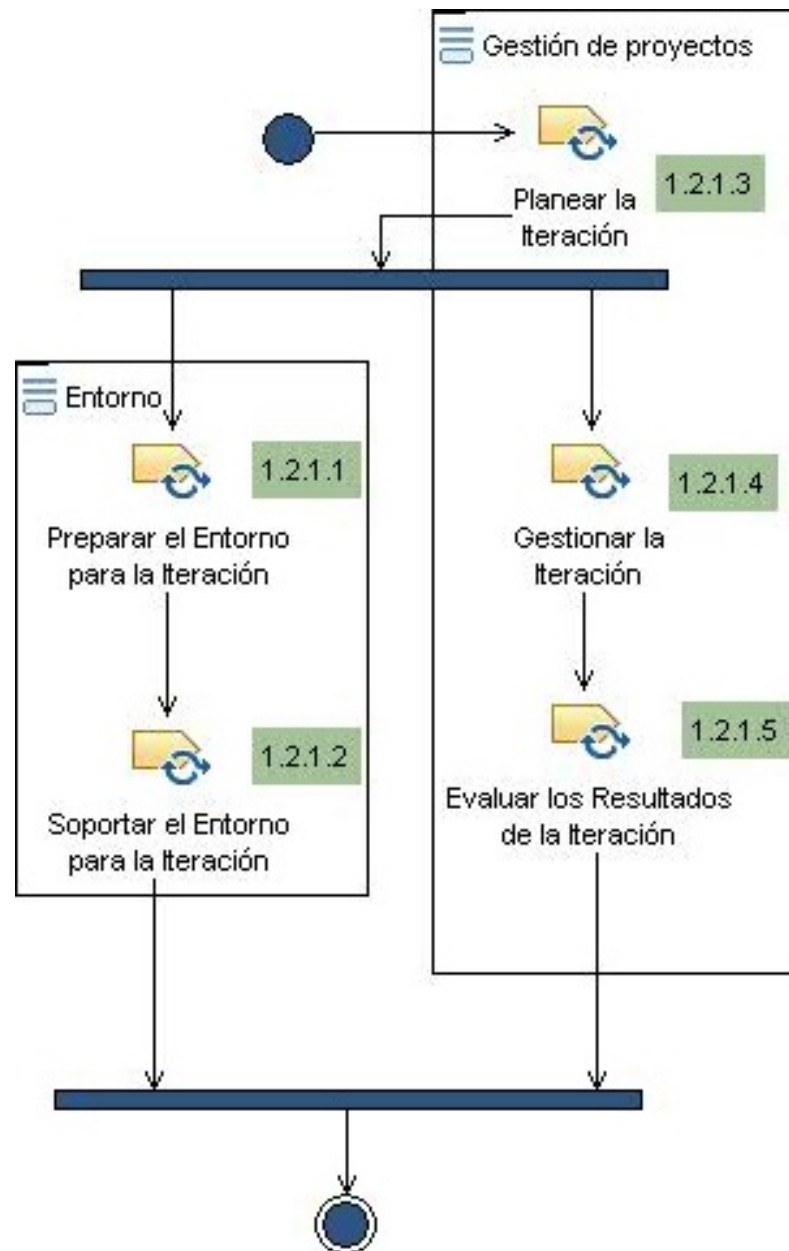 Gestión de proyectos
Planear la
Iteración
1.2.1.3
Entorno
1.2.1.1
Preparar el Entorno
para la Iteración
1.2.1.4
Gestionar la
Iteración
1.2.1.2
Soportar el Entorno
para la Iteración
1.2.1.5
Evaluar los Resultados
de la Iteración